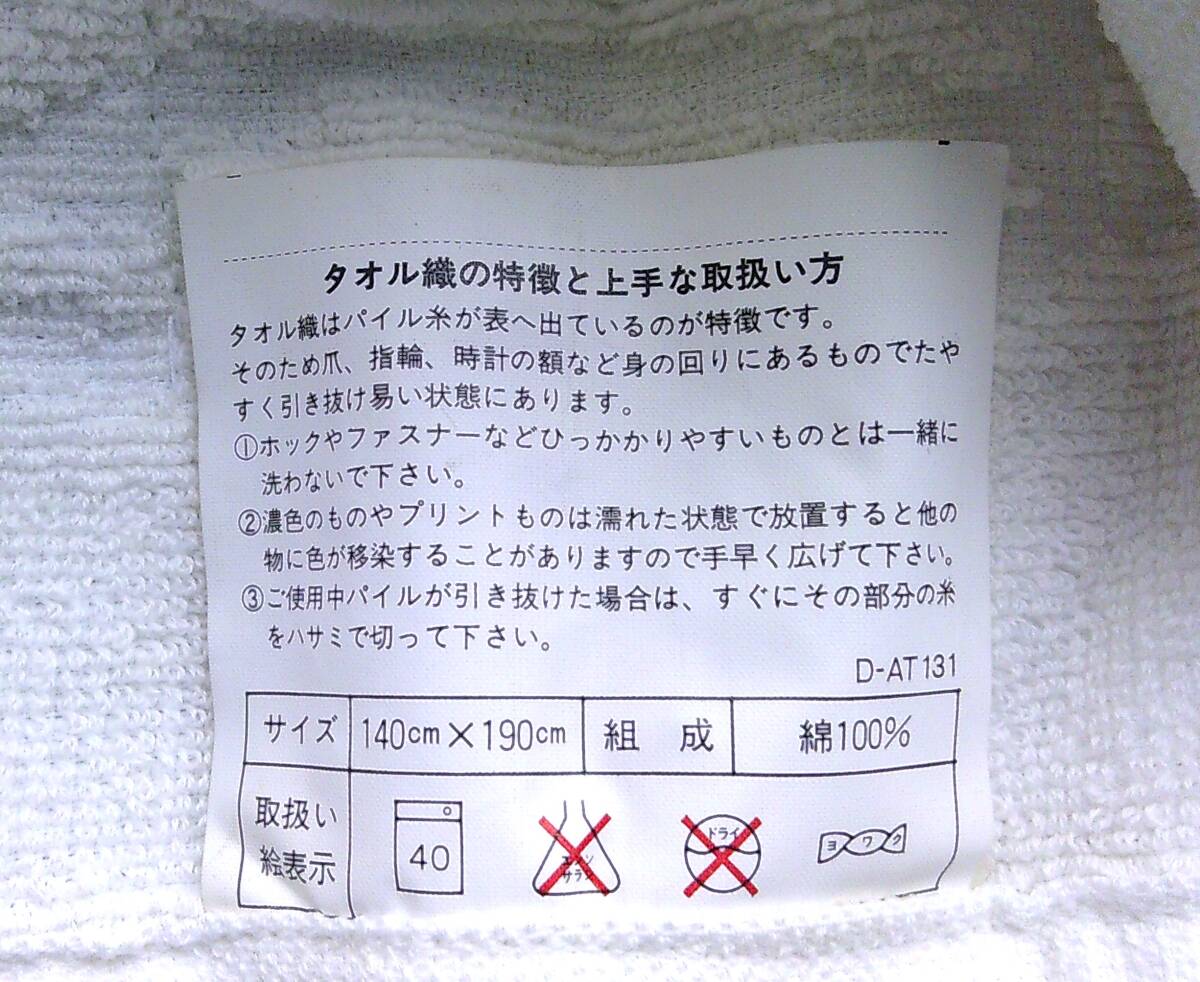 タオル織の特徴と上手な取扱い方
タオル織はパイル糸が表へ出ているのが特徴です。
そのため爪、指輪、時計の額など身の回りにあるものでたや
すく引き抜け易い状態にあります。
①ホックやファスナーなどひっかかりやすいものとは一緒に
洗わないで下さい。
②濃色のものやプリントものは濡れた状態で放置すると他の
物に色が移染することがありますので手早く広げて下さい。
③ご使用中パイルが引き抜けた場合は、すぐにその部分の糸
をハサミで切って下さい。
D-AT131
サイズ 140cm×190cm 組成 綿100%
取扱い
絵表示
40
エンソ
サラシ
ドライ
ヨワク